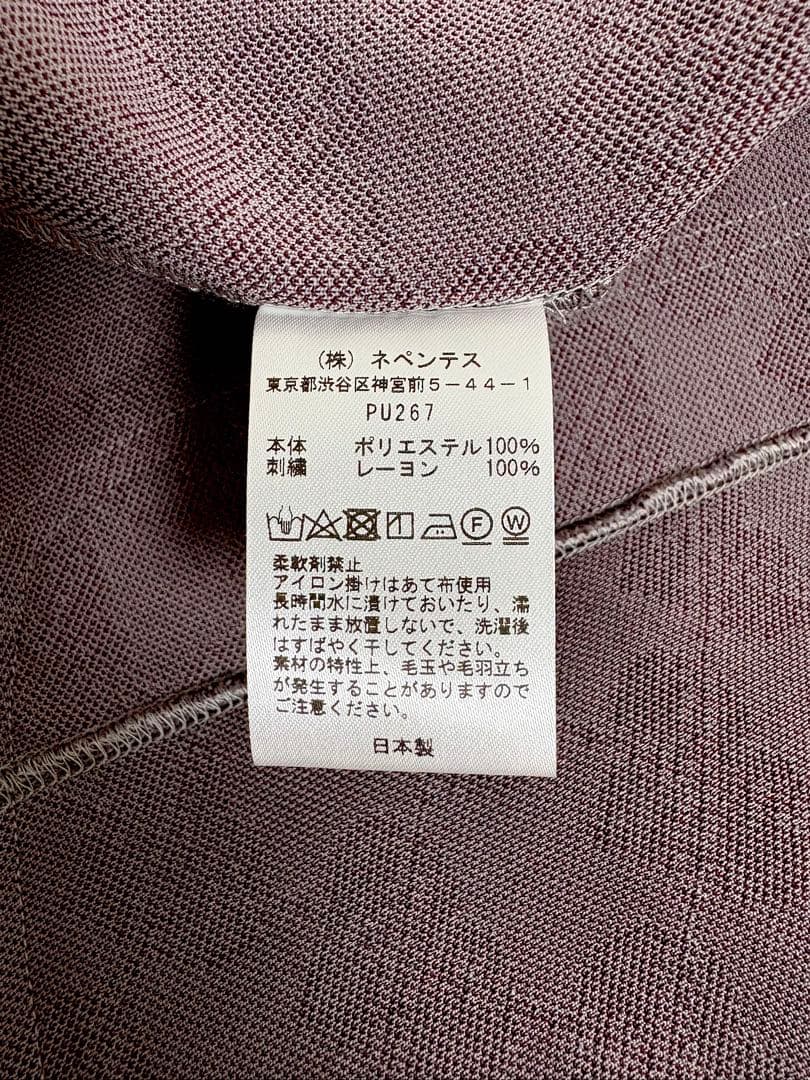 (株) ネペンテス
東京都渋谷区神宮前5-44-1
PU267
本体 ポリエステル100%
刺繍 レーヨン 100%
F W
柔軟剤禁止
アイロン掛けはあて布使用
長時間水に漬けておいたり、濡
れたまま放置しないで、洗濯後
はすばやく干してください。
素材の特性上、毛玉や毛羽立ち
が発生することがありますので
ご注意ください。
日本製